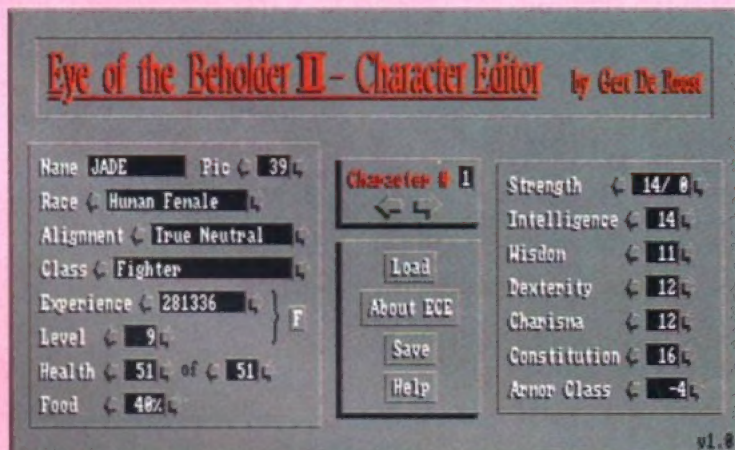 Eye of the Beholder II - Character Editor by Gert De Roost
Name JADE Pic 39
Race Human Female
Alignment True Neutral
Class Fighter
Experience 281336
F
Level 9
Health 51 of 51
Food 40%
Character # 1
Load
About ECE
Save
Help
Strength 14/ 0
Intelligence 14
Wisdom 11
Dexterity 12
Charisma 12
Constitution 16
Armor Class -4
v1.0